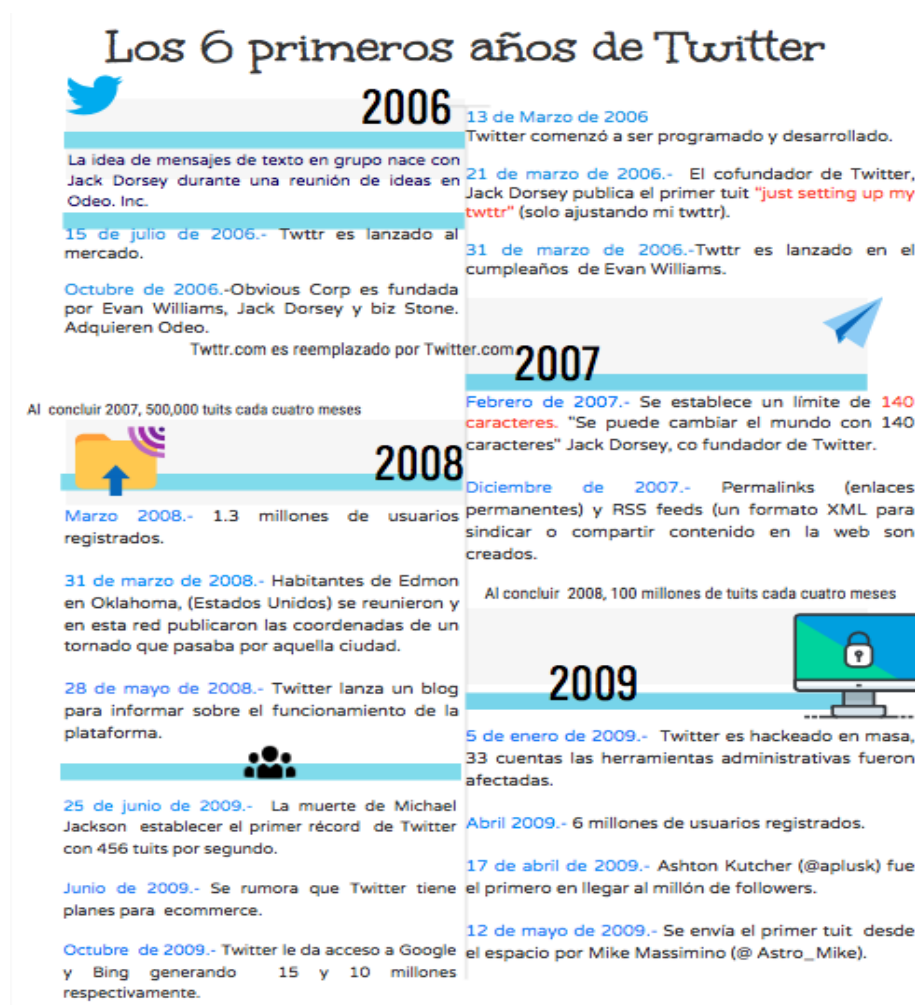 Los 6 primeros años de Twitter
2006
La idea de mensajes de texto en grupo nace con
Jack Dorsey durante una reunión de ideas en
Odeo. Inc.
13 de Marzo de 2006
Twitter comenzó a ser programado y desarrollado.
21 de marzo de 2006.- El cofundador de Twitter,
Jack Dorsey publica el primer tuit "just setting up my
twttr" (solo ajustando mi twttr).
31 de marzo de 2006.-Twttr es lanzado en el
cumpleaños de Evan Williams.
15 de julio de 2006.- Twttr es lanzado al
mercado.
Octubre de 2006.-Obvious Corp es fundada
por Evan Williams, Jack Dorsey y biz Stone.
Adquieren Odeo.
Twttr.com es reemplazado por Twitter.com.
2007
Febrero de 2007.- Se establece un límite de 140
caracteres. "Se puede cambiar el mundo con 140
caracteres" Jack Dorsey, co fundador de Twitter.
Diciembre de 2007.- Permalinks (enlaces
permanentes) y RSS feeds (un formato XML para
sindicar o compartir contenido en la web son
creados.
Al concluir 2007, 500,000 tuits cada cuatro meses
2008
Marzo 2008.- 1.3 millones de usuarios
registrados.
31 de marzo de 2008.- Habitantes de Edmon
en Oklahoma, (Estados Unidos) se reunieron y
en esta red publicaron las coordenadas de un
tornado que pasaba por aquella ciudad.
28 de mayo de 2008.- Twitter lanza un blog
para informar sobre el funcionamiento de la
plataforma.
Al concluir 2008, 100 millones de tuits cada cuatro meses
2009
5 de enero de 2009.- Twitter es hackeado en masa,
33 cuentas las herramientas administrativas fueron
afectadas.
Abril 2009.- 6 millones de usuarios registrados.
17 de abril de 2009.- Ashton Kutcher (@aplusk) fue
el primero en llegar al millón de followers.
12 de mayo de 2009.- Se envía el primer tuit desde
el espacio por Mike Massimino (@ Astro_Mike).
25 de junio de 2009.- La muerte de Michael
Jackson establecer el primer récord de Twitter
con 456 tuits por segundo.
Junio de 2009.- Se rumora que Twitter tiene
planes para ecommerce.
Octubre de 2009.- Twitter le da acceso a Google
y Bing generando 15 y 10 millones
respectivamente.